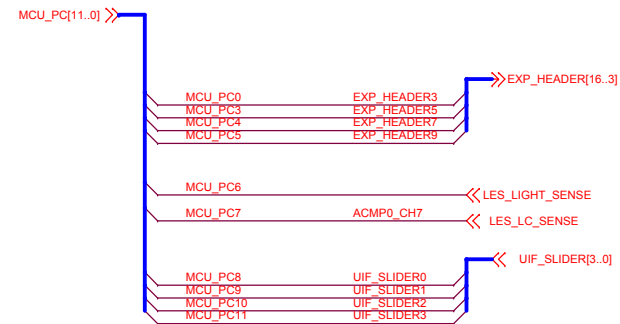 MCU_PC[11..0]
EXP_HEADER[16..3]
MCU_PC0 EXP_HEADER3
MCU_PC3 EXP_HEADER5
MCU_PC4 EXP_HEADER7
MCU_PC5 EXP_HEADER9
MCU_PC6 LES_LIGHT_SENSE
MCU_PC7 ACMP0_CH7 LES_LC_SENSE
UIF_SLIDER[3..0]
MCU_PC8 UIF_SLIDER0
MCU_PC9 UIF_SLIDER1
MCU_PC10 UIF_SLIDER2
MCU_PC11 UIF_SLIDER3